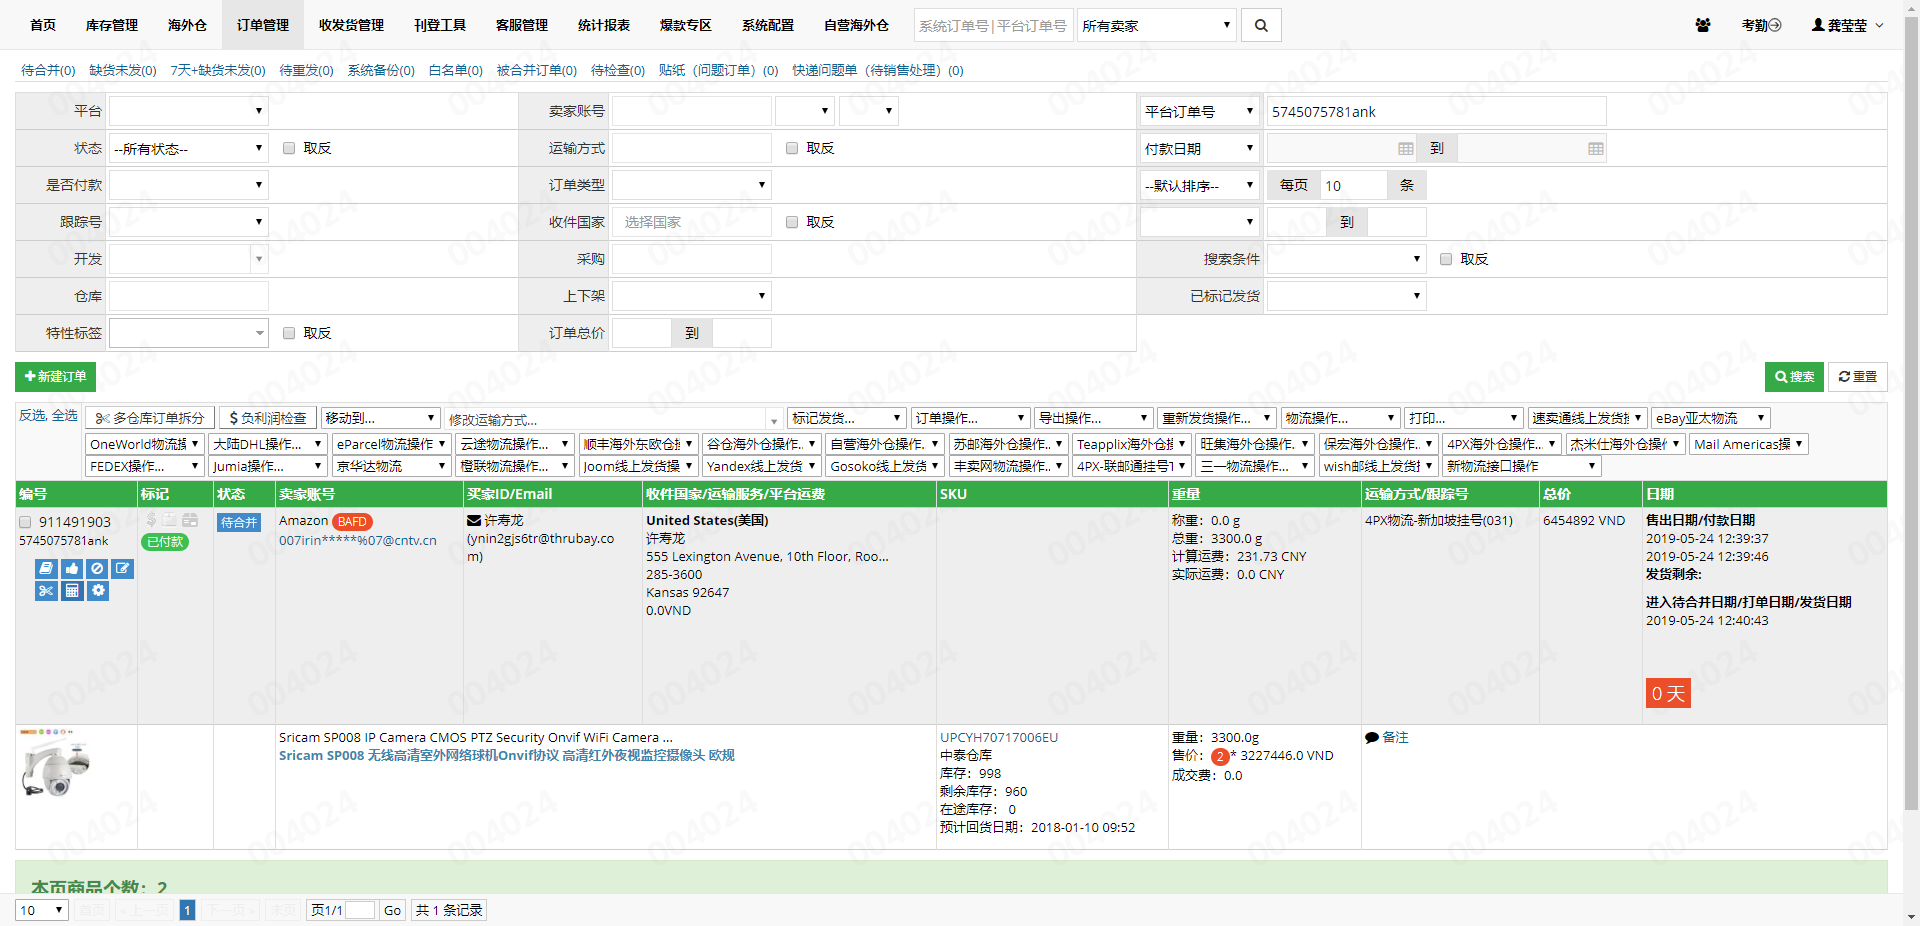 首页 库存管理 海外仓 订单管理 收发货管理 刊登工具 客服管理 统计报表 爆款专区 系统配置 自营海外仓 系统订单号|平台订单号 所有卖家 考勤 龚莹莹
待合并(0) 缺货未发(0) 7天+缺货未发(0) 待重发(0) 系统备份(0) 白名单(0) 被合并订单(0) 待检查(0) 贴纸（问题订单）(0) 快递问题单（待销售处理）(0)
平台 卖家账号 平台订单号 5745075781ank
状态 --所有状态-- 取反 运输方式 取反 付款日期 到
是否付款 订单类型 --默认排序-- 每页 10 条
跟踪号 收件国家 选择国家 取反 到
开发 采购 搜索条件 取反
仓库 上下架 已标记发货
特性标签 取反 订单总价 到
新建订单 搜索 重置
反选, 全选 多仓库订单拆分 $ 负利润检查 移动到... 修改运输方式... 标记发货... 订单操作... 导出操作... 重新发货操作... 物流操作... 打印... 速卖通线上发货操 eBay亚太物流
OneWorld物流操 大陆DHL操作... eParcel物流操作 云途物流操作... 顺丰海外东欧仓操 谷仓海外仓操作.. 自营海外仓操作. 苏邮海外仓操作.. Teapplix海外仓操 旺集海外仓操作. 保宏海外仓操作.. 4PX海外仓操作... 杰米仕海外仓操作 Mail Americas操
FEDEX操作... Jumia操作... 京华达物流 橙联物流操作... Joom线上发货操 Yandex线上发货 Gosoko线上发货 丰卖网物流操作.. 4PX-联邮通挂号T 三一物流操作... wish邮线上发货操 新物流接口操作
编号 标记 状态 卖家账号 买家ID/Email 收件国家/运输服务/平台运费 SKU 重量 运输方式/跟踪号 总价 日期
911491903
5745075781ank
已付款
待合并
Amazon BAFD
007irin*****%07@cntv.cn
许寿龙
(ynin2gjs6tr@thrubay.co
m)
United States(美国)
许寿龙
555 Lexington Avenue, 10th Floor, Roo...
285-3600
Kansas 92647
0.0VND
称重：0.0 g
总重：3300.0 g
计算运费：231.73 CNY
实际运费：0.0 CNY
4PX物流-新加坡挂号(031)
6454892 VND
售出日期/付款日期
2019-05-24 12:39:37
2019-05-24 12:39:46
发货剩余:
进入待合并日期/打单日期/发货日期
2019-05-24 12:40:43
0 天
Sricam SP008 IP Camera CMOS PTZ Security Onvif WiFi Camera ...
Sricam SP008 无线高清室外网络球机Onvif协议 高清红外夜视监控摄像头 欧规
UPCYH70717006EU
中泰仓库
库存：998
剩余库存：960
在途库存： 0
预计回货日期：2018-01-10 09:52
重量：3300.0g
售价：2* 3227446.0 VND
成交费：0.0
备注
本页商品个数：2
10 首页 « 上一页 1 下一页 » 末页 页1/1 Go 共 1 条记录
004024